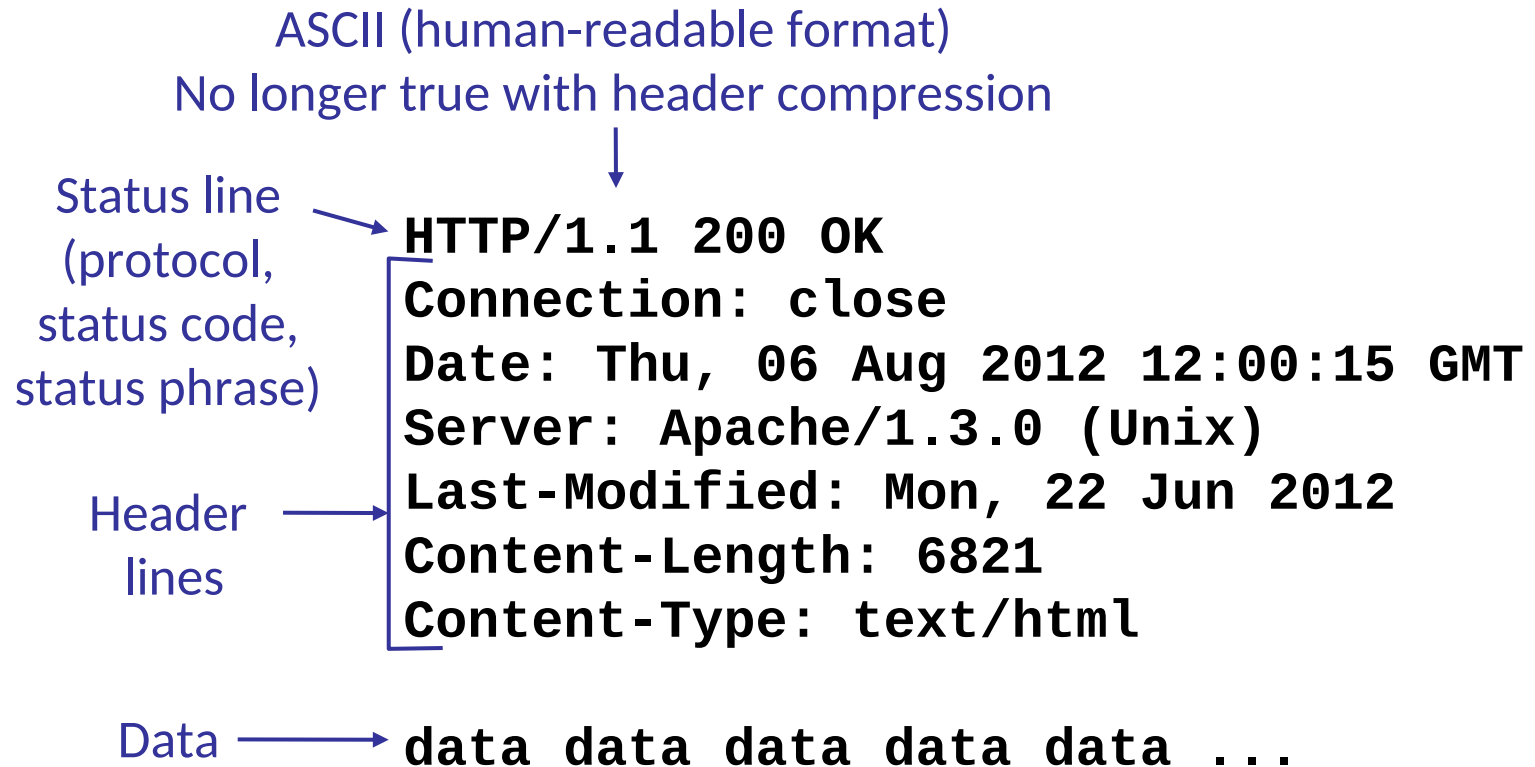 ASCII (human-readable format)
No longer true with header compression
Status line
(protocol,
status code,
status phrase)
HTTP/1.1 200 OK
Connection: close
Date: Thu, 06 Aug 2012 12:00:15 GMT
Server: Apache/1.3.0 (Unix)
Last-Modified: Mon, 22 Jun 2012
Content-Length: 6821
Content-Type: text/html
Header
lines
Data
data data data data data ...